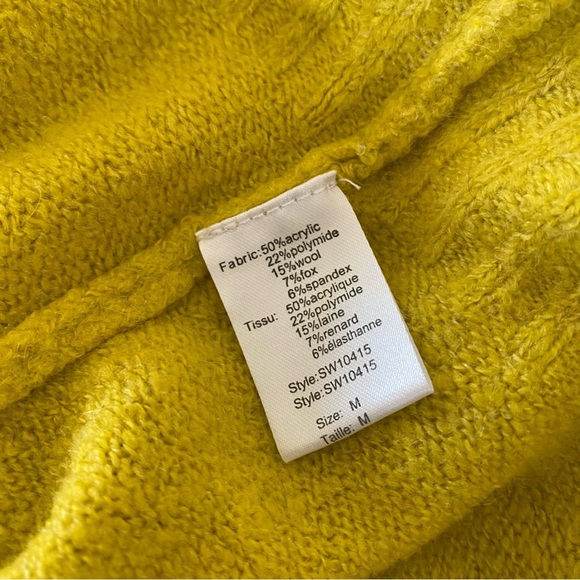 Fabric:50%acrylic
22%polymide
15%wool
7%fox
6%spandex
Tissu: 50%acrylique
22%polymide
15%laine
7%renard
6%élasthanne
Style:SW10415
Style:SW10415
Size: M
Taille: M